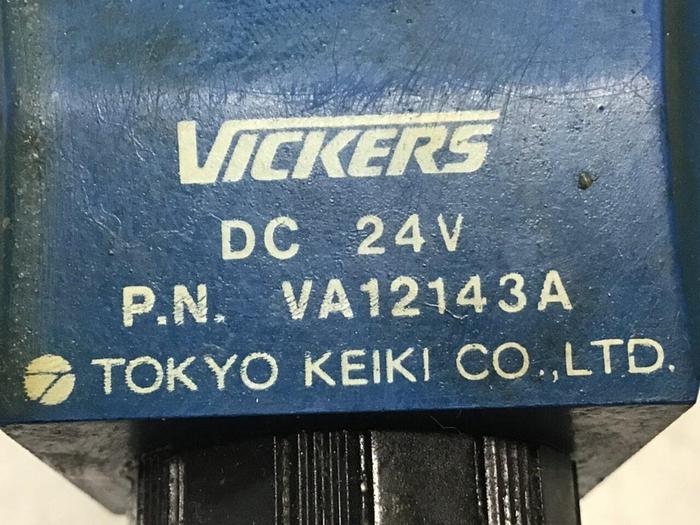 VICKERS
DC 24V
P.N. VA12143A
TOKYO KEIKI CO.,LTD.